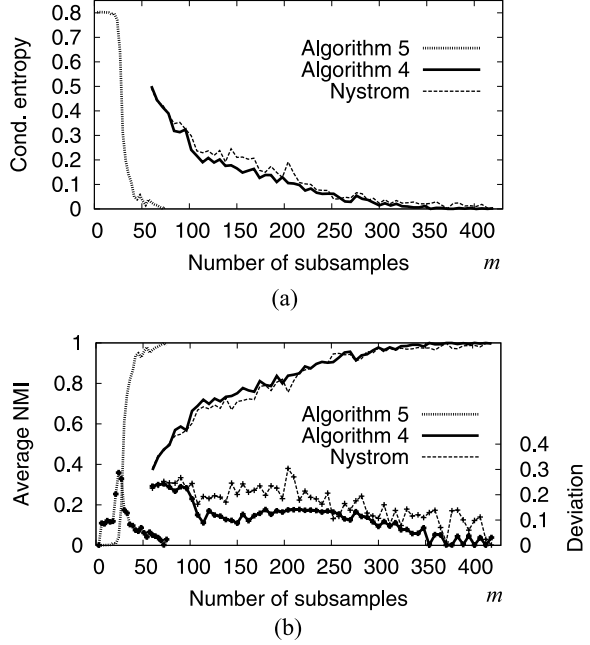 0.8
0.7
0.6
0.5
0.4
0.3
0.2
0.1
0
Cond. entropy
Algorithm 5
Algorithm 4
Nystrom
0 50 100 150 200 250 300 350 400
Number of subsamples m
(a)
1
0.8
0.6
0.4
0.2
0
Average NMI
Algorithm 5
Algorithm 4
Nystrom
0.4
0.3
0.2
0.1
0
Deviation
0 50 100 150 200 250 300 350 400
Number of subsamples m
(b)